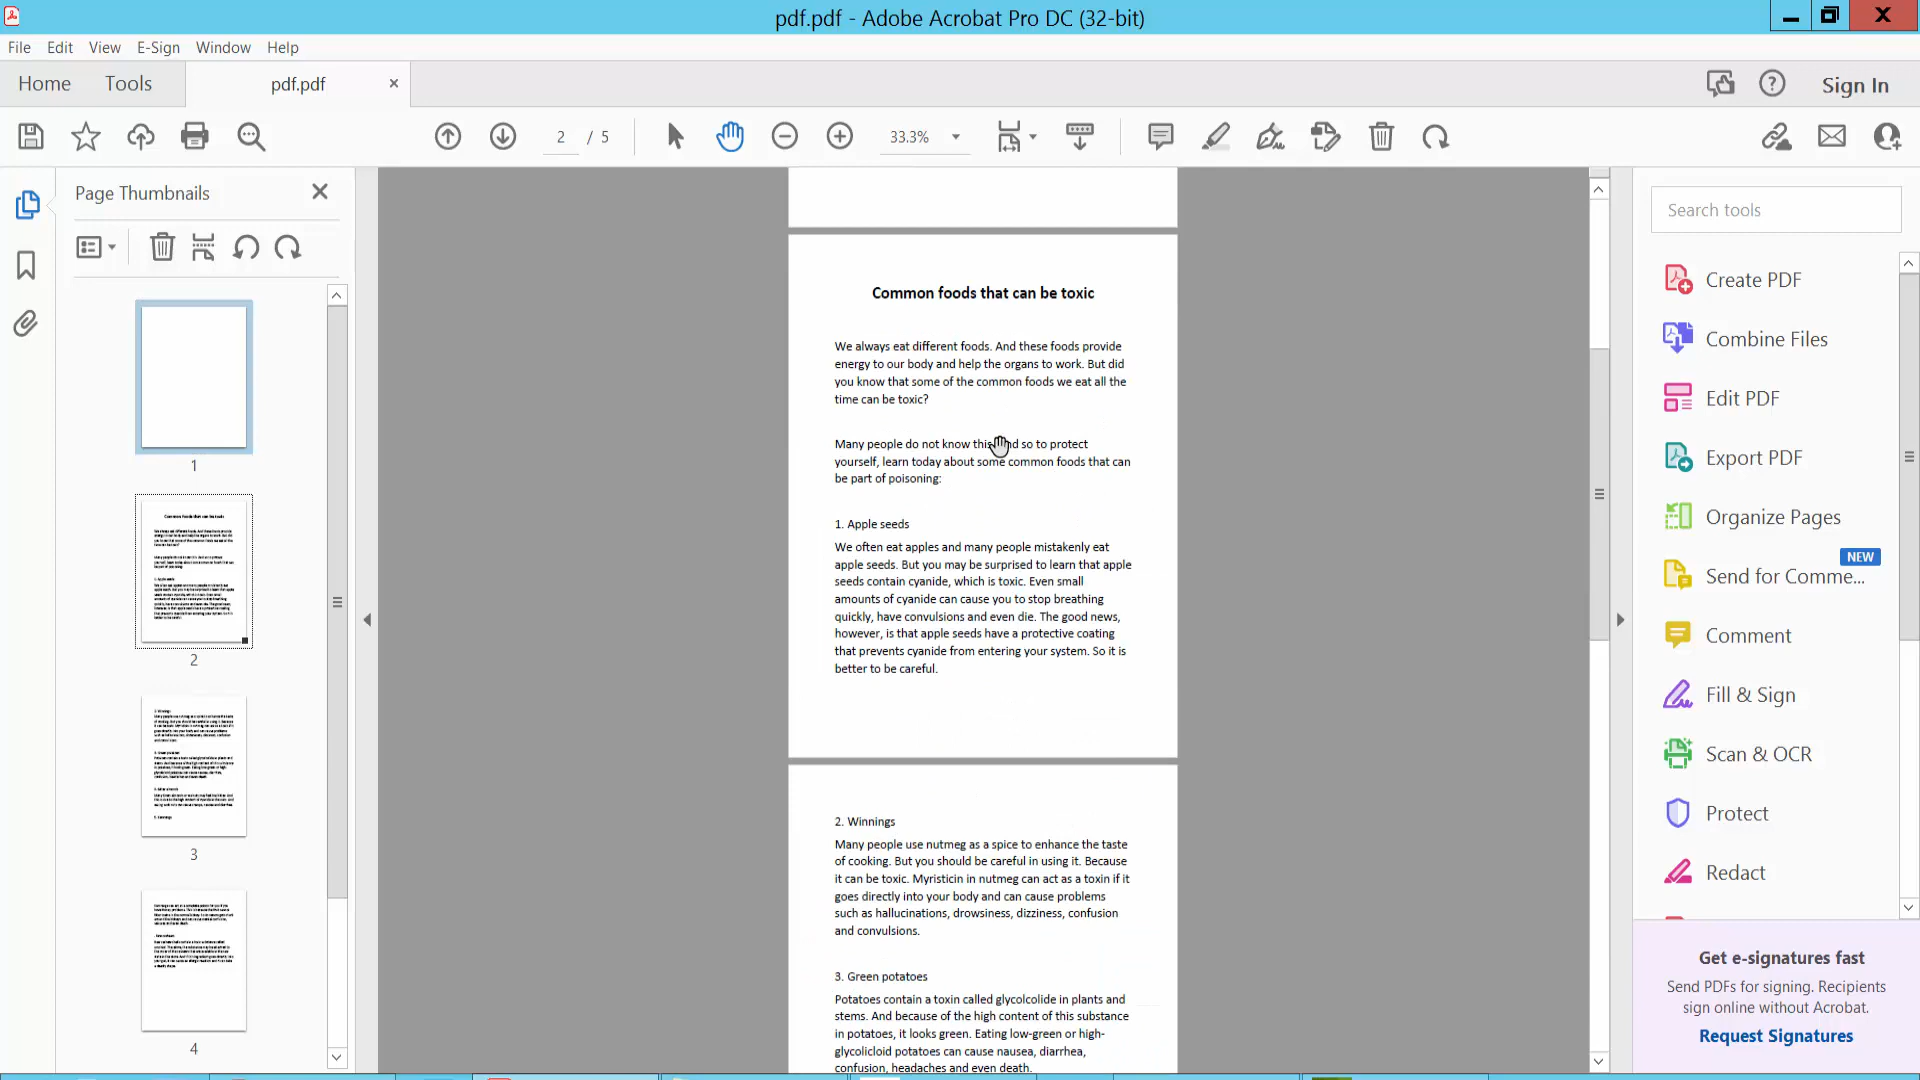 pdf.pdf - Adobe Acrobat Pro DC (32-bit)
File Edit View E-Sign Window Help
Home Tools pdf.pdf × Sign In
2 / 5 33.3%
Page Thumbnails
1
2
3
4
Common foods that can be toxic
We always eat different foods. And these foods provide
energy to our body and help the organs to work. But did
you know that some of the common foods we eat all the
time can be toxic?
Many people do not know this nd so to protect
yourself, learn today about some common foods that can
be part of poisoning:
1. Apple seeds
We often eat apples and many people mistakenly eat
apple seeds. But you may be surprised to learn that apple
seeds contain cyanide, which is toxic. Even small
amounts of cyanide can cause you to stop breathing
quickly, have convulsions and even die. The good news,
however, is that apple seeds have a protective coating
that prevents cyanide from entering your system. So it is
better to be careful.
2. Winnings
Many people use nutmeg as a spice to enhance the taste
of cooking. But you should be careful in using it. Because
it can be toxic. Myristicin in nutmeg can act as a toxin if it
goes directly into your body and can cause problems
such as hallucinations, drowsiness, dizziness, confusion
and convulsions.
3. Green potatoes
Potatoes contain a toxin called glycolcolide in plants and
stems. And because of the high content of this substance
in potatoes, it looks green. Eating low-green or high-
glycolicloid potatoes can cause nausea, diarrhea,
confusion, headaches and even death.
Search tools
Create PDF
Combine Files
Edit PDF
Export PDF
Organize Pages
NEW
Send for Comme...
Comment
Fill & Sign
Scan & OCR
Protect
Redact
Get e-signatures fast
Send PDFs for signing. Recipients
sign online without Acrobat.
Request Signatures